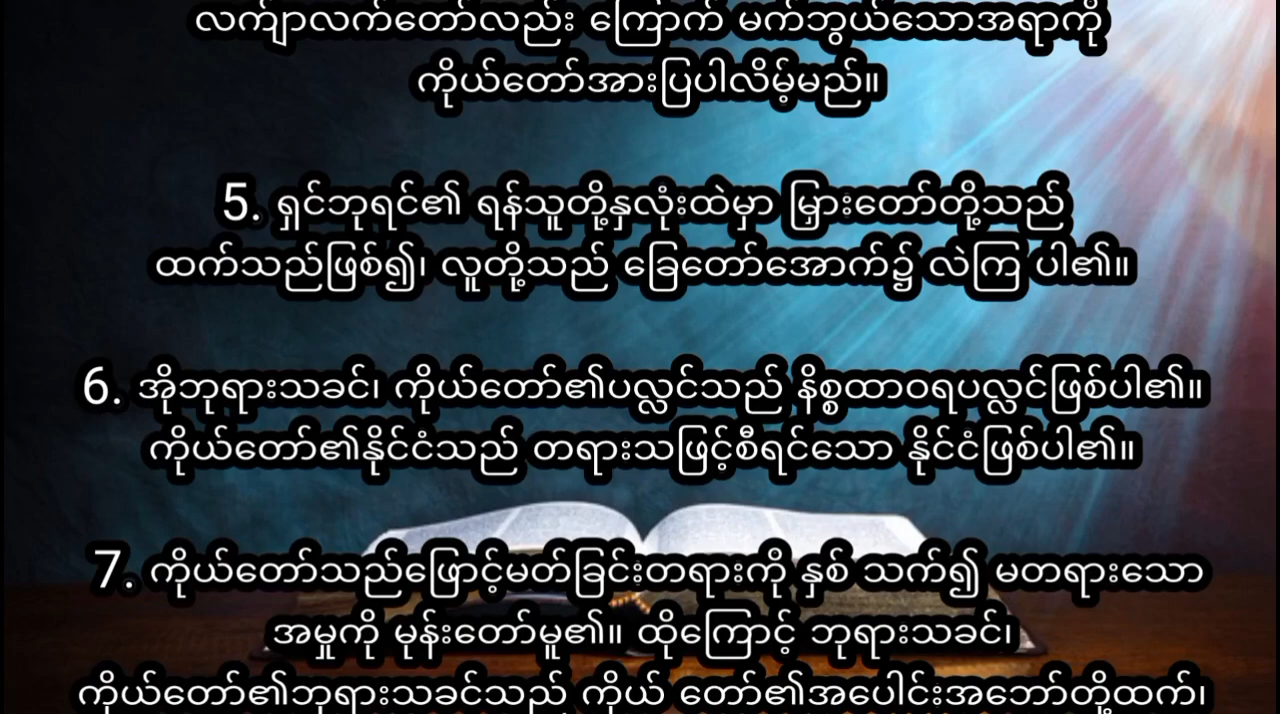 လက်ျာလက်တော်လည်း ကြောက် မက်ဘွယ်သောအရာကို
ကိုယ်တော်အားပြပါလိမ့်မည်။
5. ရှင်ဘုရင်၏ ရန်သူတို့နှလုံးထဲမှာ မြှားတော်တို့သည်
ထက်သည်ဖြစ်၍၊ လူတို့သည် ခြေတော်အောက်၌ လဲကြ ပါ၏။
6. အိုဘုရားသခင်၊ ကိုယ်တော်၏ပလ္လင်သည် နိစ္စထာဝရပလ္လင်ဖြစ်ပါ၏။
ကိုယ်တော်၏နိုင်ငံသည် တရားသဖြင့်စီရင်သော နိုင်ငံဖြစ်ပါ၏။
7. ကိုယ်တော်သည်ဖြောင့်မတ်ခြင်းတရားကို နှစ် သက်၍ မတရားသော
အမှုကို မုန်းတော်မူ၏။ ထိုကြောင့် ဘုရားသခင်၊
ကိုယ်တော်၏ဘုရားသခင်သည် ကိုယ် တော်၏အပေါင်းအဘော်တို့ထက်၊